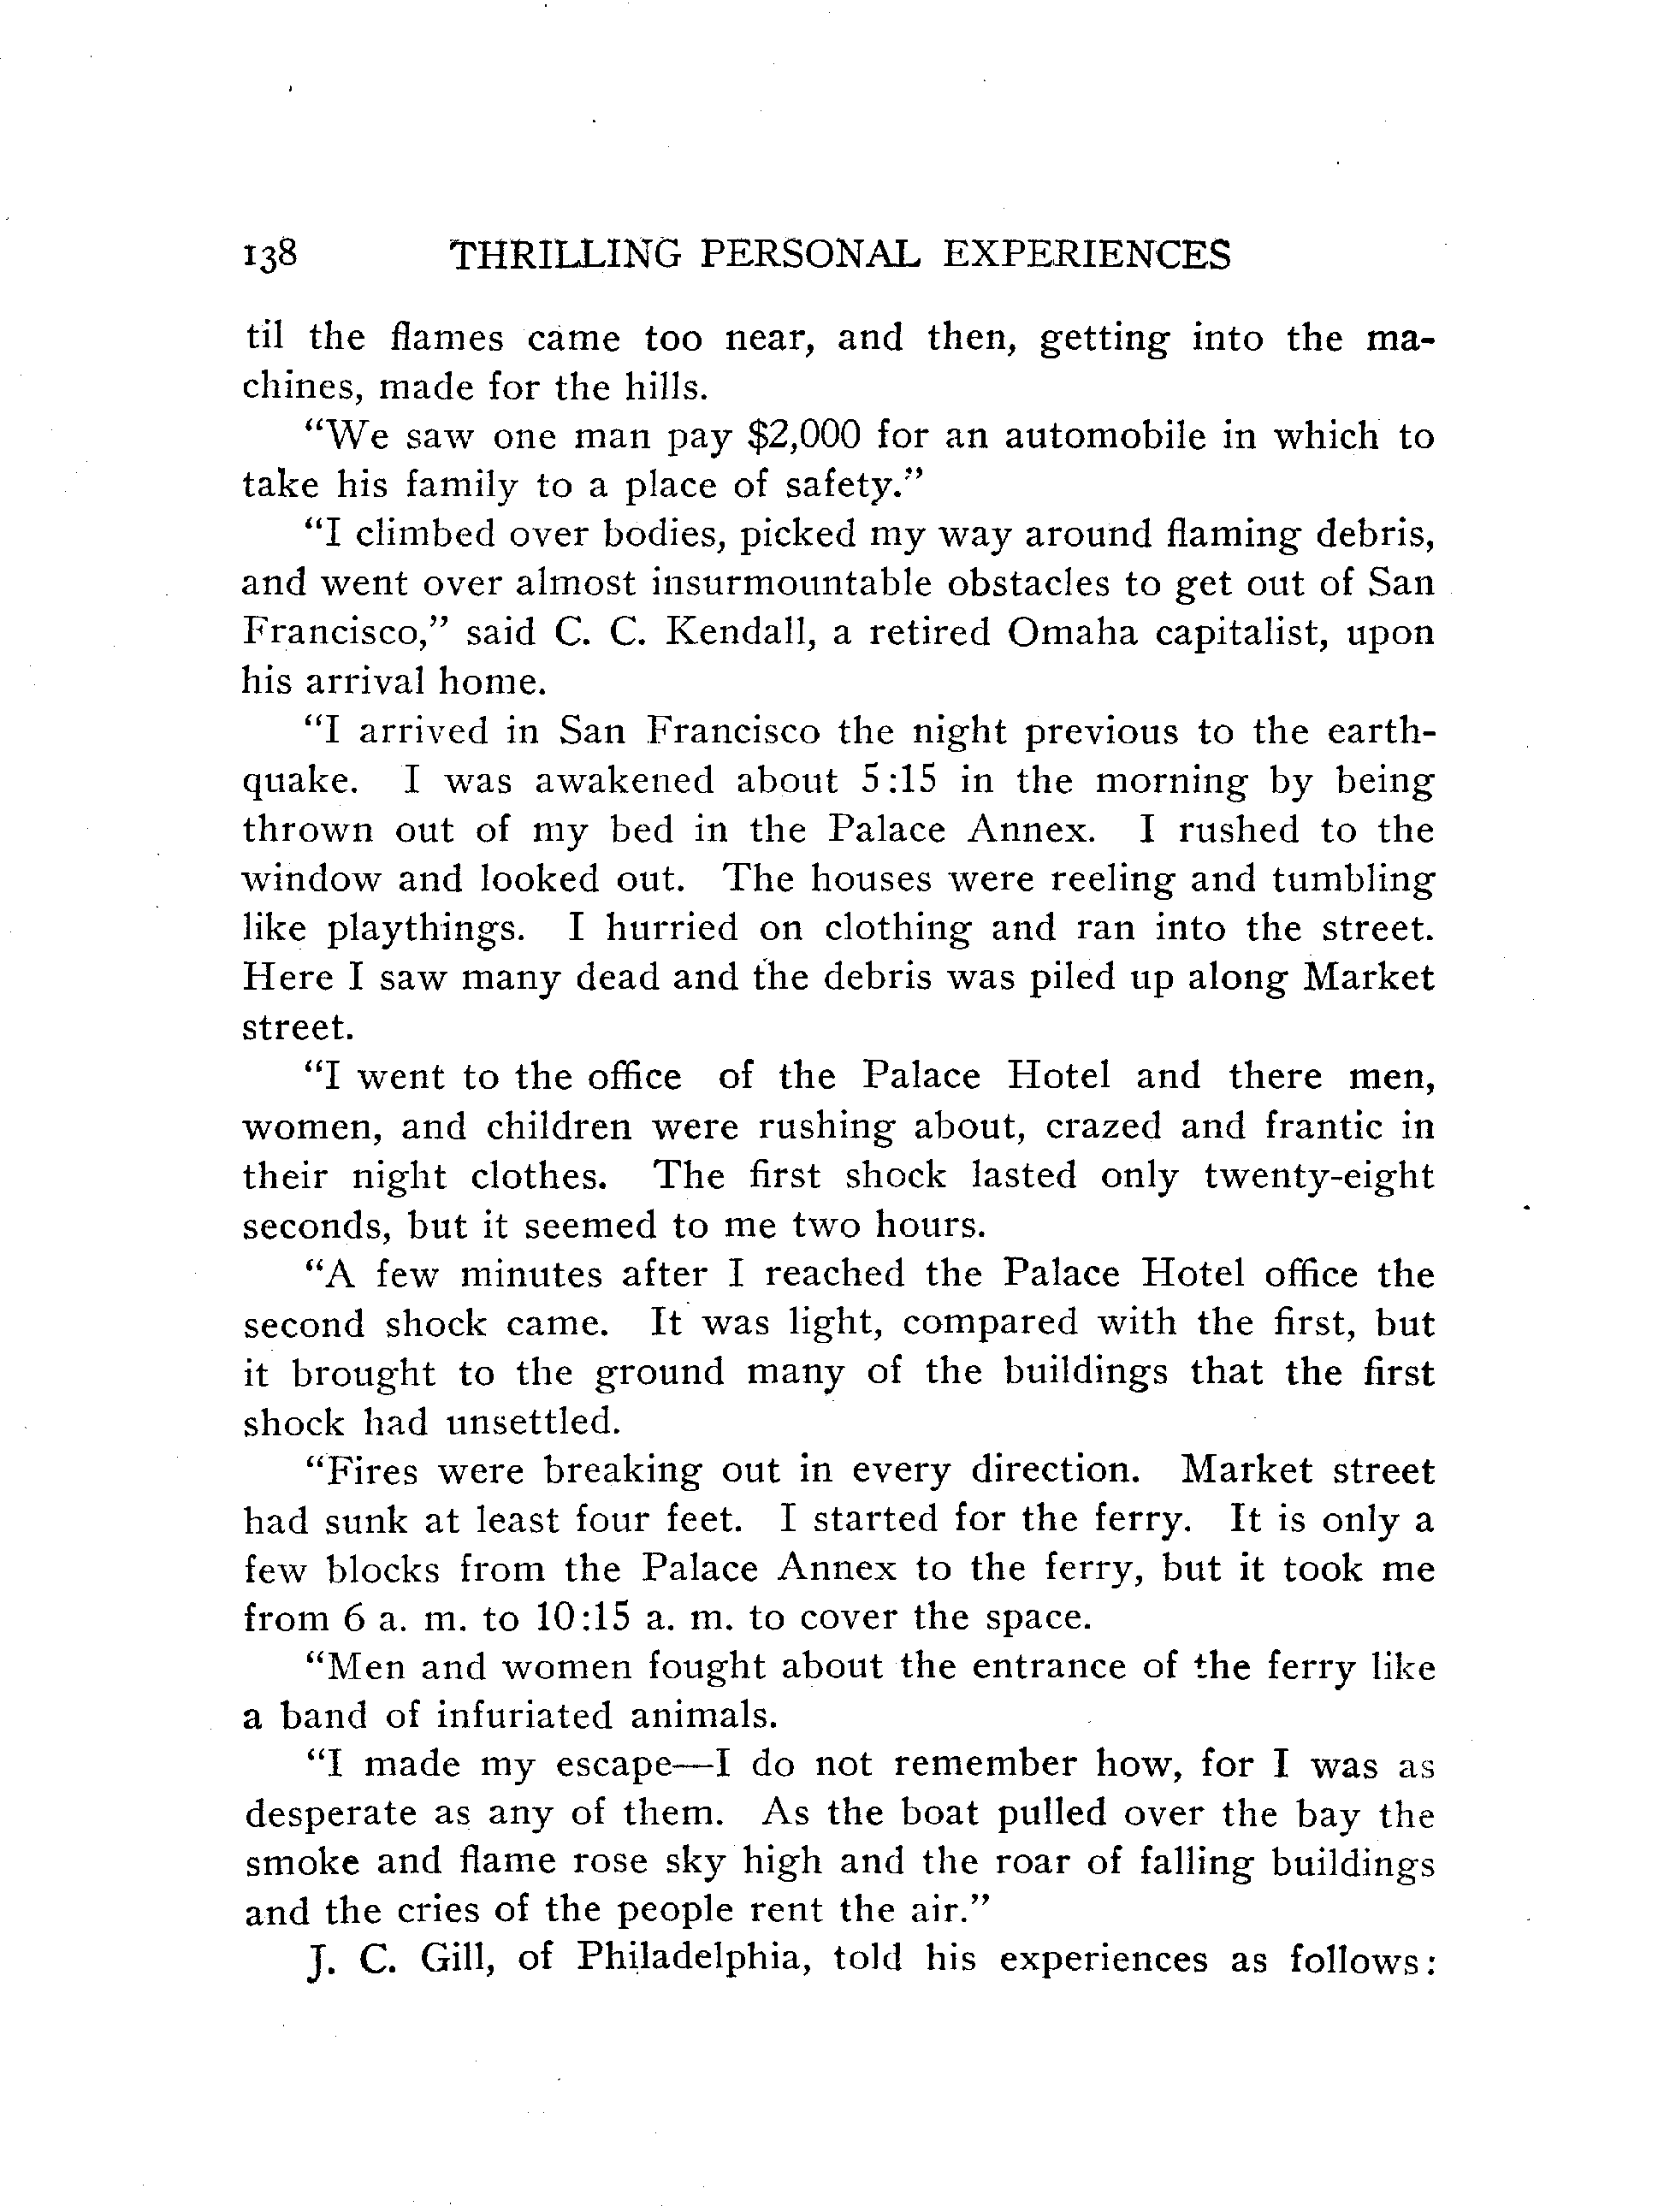 138 THRILLING PERSONAL EXPERIENCES
til the flames came too near, and then, getting into the ma-
chines, made for the hills.
"We saw one man pay $2,000 for an automobile in which to
take his family to a place of safety."
"I climbed over bodies, picked my way around flaming debris,
and went over almost insurmountable obstacles to get out of San
Francisco," said C. C. Kendall, a retired Omaha capitalist, upon
his arrival home.
"I arrived in San Francisco the night previous to the earth-
quake. I was awakened about 5:15 in the morning by being
thrown out of my bed in the Palace Annex. I rushed to the
window and looked out. The houses were reeling and tumbling
like playthings. I hurried on clothing and ran into the street.
Here I saw many dead and the debris was piled up along Market
street.
"I went to the office of the Palace Hotel and there men,
women, and children were rushing about, crazed and frantic in
their night clothes. The first shock lasted only twenty-eight
seconds, but it seemed to me two hours.
"A few minutes after I reached the Palace Hotel office the
second shock came. It was light, compared with the first, but
it brought to the ground many of the buildings that the first
shock had unsettled.
"Fires were breaking out in every direction. Market street
had sunk at least four feet. I started for the ferry. It is only a
few blocks from the Palace Annex to the ferry, but it took me
from 6 a. m. to 10:15 a. m. to cover the space.
"Men and women fought about the entrance of the ferry like
a band of infuriated animals.
"I made my escape—I do not remember how, for I was as
desperate as any of them. As the boat pulled over the bay the
smoke and flame rose sky high and the roar of falling buildings
and the cries of the people rent the air."
J. C. Gill, of Philadelphia, told his experiences as follows: